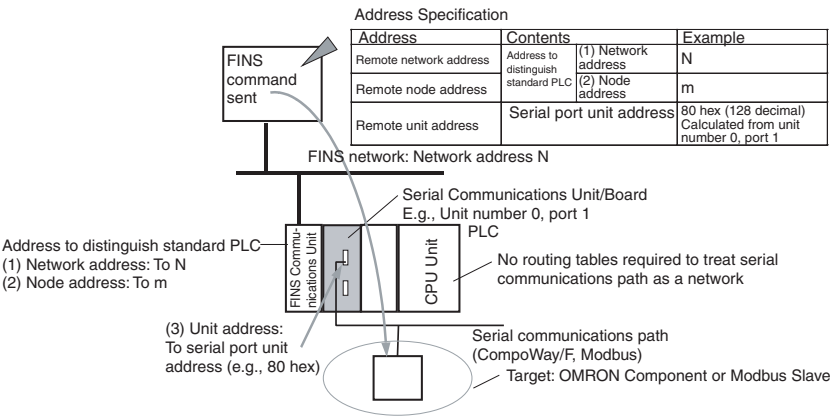 Address Specification
Address Contents Example
Remote network address
Address to distinguish standard PLC
(1) Network address
N
Remote node address
(2) Node address
m
Remote unit address
Serial port unit address
80 hex (128 decimal)
Calculated from unit
number 0, port 1
FINS
command
sent
FINS network: Network address N
Serial Communications Unit/Board
E.g., Unit number 0, port 1
PLC
FINS Commu-
nications Unit
CPU Unit
Address to distinguish standard PLC
(1) Network address: To N
(2) Node address: To m
No routing tables required to treat serial
communications path as a network
(3) Unit address:
To serial port unit
address (e.g., 80 hex)
Serial communications path
(CompoWay/F, Modbus)
Target: OMRON Component or Modbus Slave